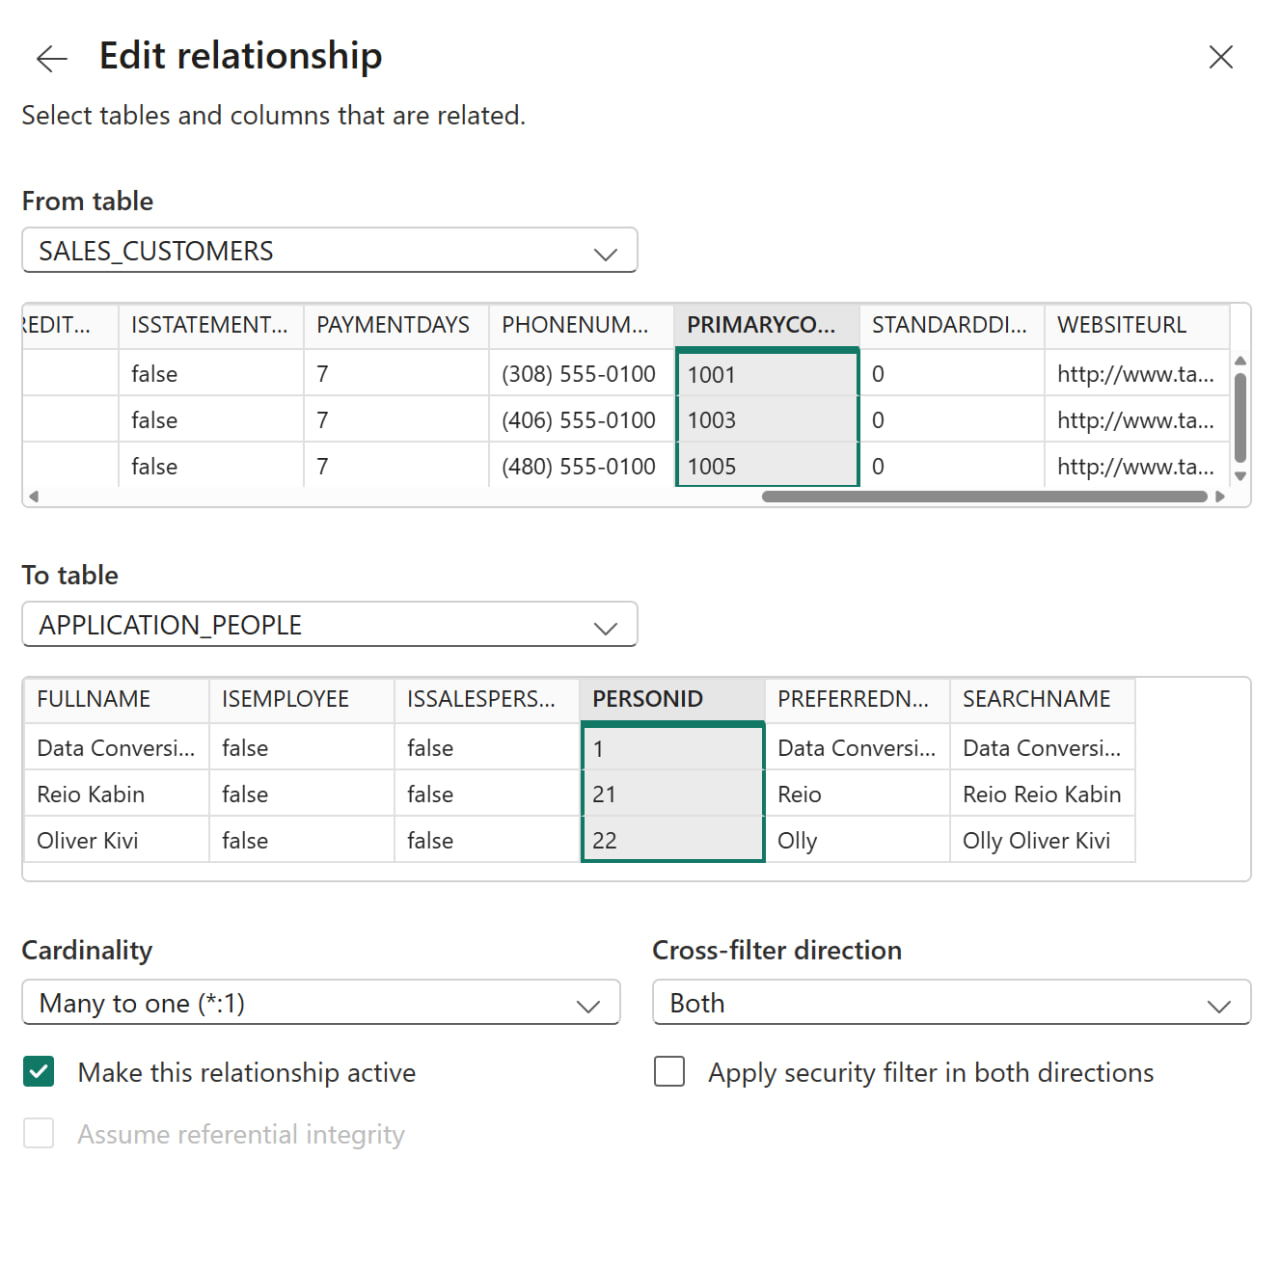 Edit relationship
Select tables and columns that are related.
From table
SALES_CUSTOMERS
REDIT... ISSTATEMENT... PAYMENTDAYS PHONENUM... PRIMARYCO... STANDARDDI... WEBSITEURL
false 7 (308) 555-0100 1001 0 http://www.ta...
false 7 (406) 555-0100 1003 0 http://www.ta...
false 7 (480) 555-0100 1005 0 http://www.ta...
To table
APPLICATION_PEOPLE
FULLNAME ISEMPLOYEE ISSALESPERS... PERSONID PREFERREDN... SEARCHNAME
Data Conversi... false false 1 Data Conversi... Data Conversi...
Reio Kabin false false 21 Reio Reio Reio Kabin
Oliver Kivi false false 22 Olly Olly Oliver Kivi
Cardinality Cross-filter direction
Many to one (*:1) Both
Make this relationship active Apply security filter in both directions
Assume referential integrity